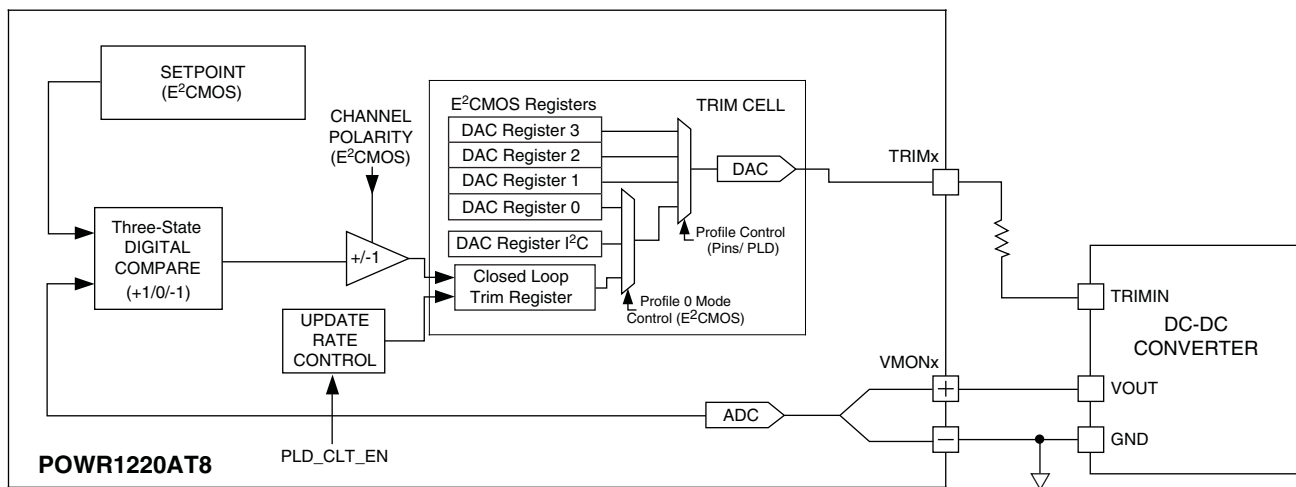 SETPOINT
(E²CMOS)
CHANNEL
POLARITY
(E²CMOS)
E²CMOS Registers
TRIM CELL
DAC Register 3
DAC Register 2
DAC Register 1
DAC Register 0
DAC Register I²C
Closed Loop
Trim Register
DAC
Profile Control
(Pins/ PLD)
Profile 0 Mode
Control (E²CMOS)
Three-State
DIGITAL
COMPARE
(+1/0/-1)
+/-1
UPDATE
RATE
CONTROL
PLD_CLT_EN
ADC
TRIMx
VMONx
+
–
TRIMIN
DC-DC
CONVERTER
VOUT
GND
POWR1220AT8